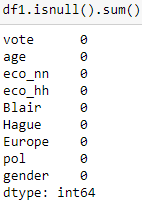 df1.isnull().sum()
vote 0
age 0
eco_nn 0
eco_hh 0
Blair 0
Hague 0
Europe 0
pol 0
gender 0
dtype: int64